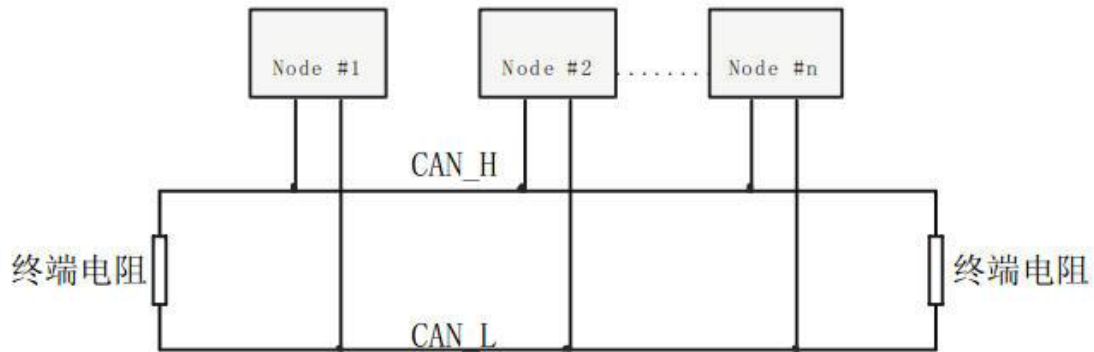 Node #1
Node #2
........
Node #n
CAN_H
终端电阻
终端电阻
CAN_L